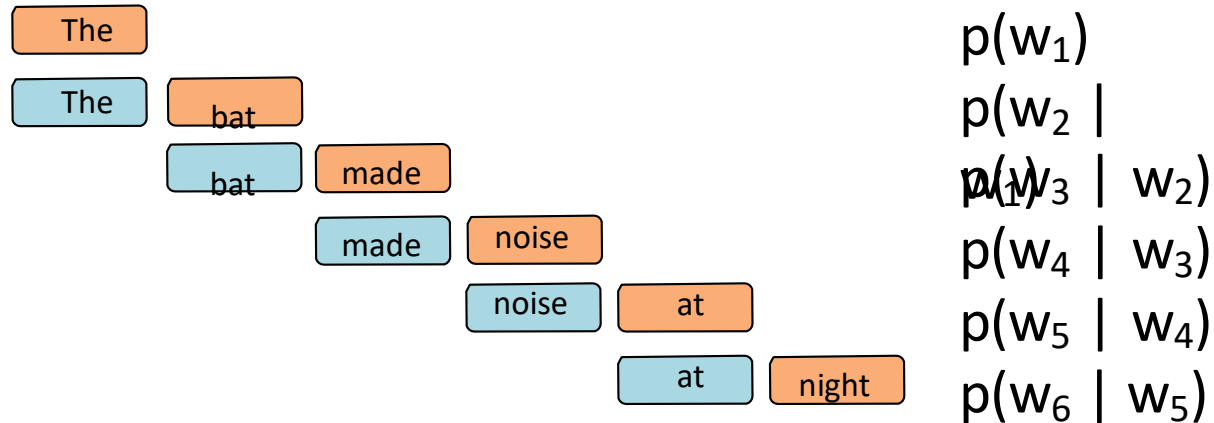 The p(w₁)
The bat p(w₂ |
w₁)
bat made p(w₃ | w₂)
made noise p(w₄ | w₃)
noise at p(w₅ | w₄)
at night p(w₆ | w₅)